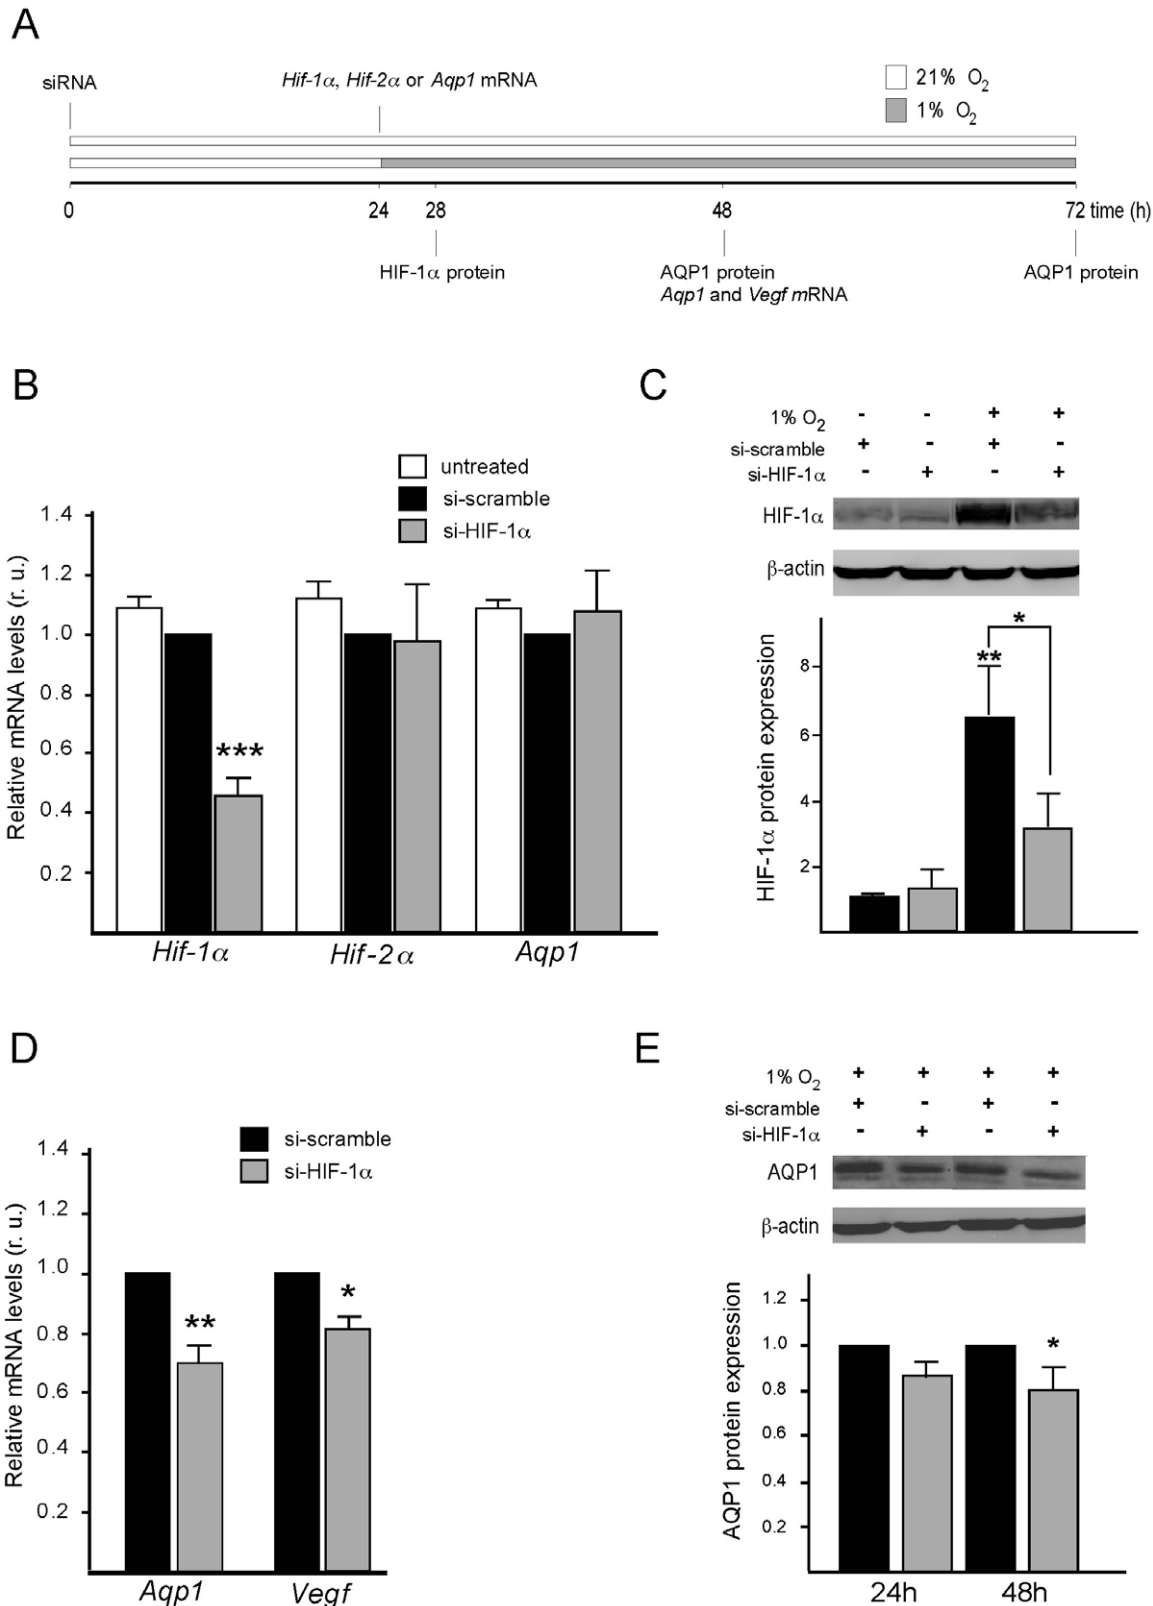 A
siRNA
Hif-1α, Hif-2α or Aqp1 mRNA
21% O2
1% O2
0 24 28 48 72 time (h)
HIF-1α protein
AQP1 protein
Aqp1 and Vegf mRNA
AQP1 protein
B
untreated
si-scramble
si-HIF-1α
Relative mRNA levels (r. u.)
1.4
1.2
1.0
0.8
0.6
0.4
0.2
***
Hif-1α Hif-2α Aqp1
C
1% O2 - - + +
si-scramble + - + -
si-HIF-1α - + - +
HIF-1α
β-actin
HIF-1α protein expression
8
6
4
2
*
**
D
si-scramble
si-HIF-1α
Relative mRNA levels (r. u.)
1.4
1.2
1.0
0.8
0.6
0.4
0.2
**
*
Aqp1 Vegf
E
1% O2 + + + +
si-scramble + - + -
si-HIF-1α - + - +
AQP1
β-actin
AQP1 protein expression
1.2
1.0
0.8
0.6
0.4
0.2
*
24h 48h